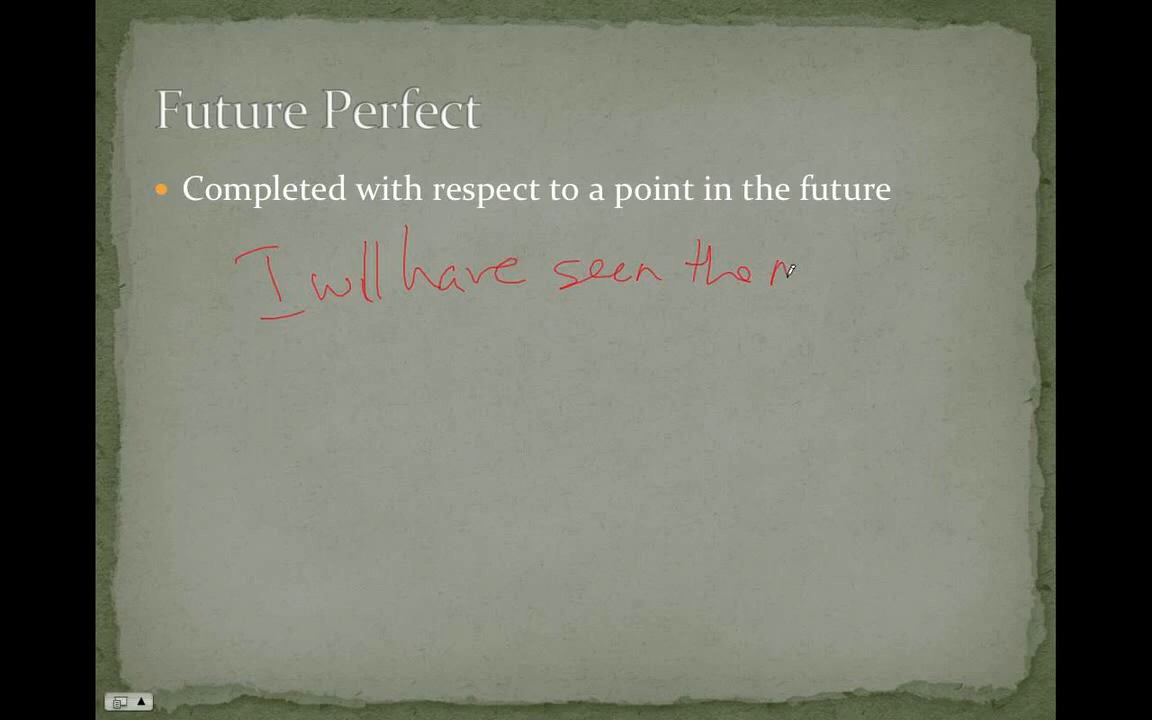 Future Perfect
Completed with respect to a point in the future
I will have seen the